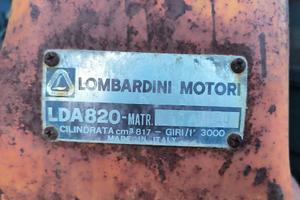 LOMBARDINI MOTORI
LDA820-MATR.
CILINDRATA cm³ 817 - GIRI/1' 3000
MADE IN ITALY